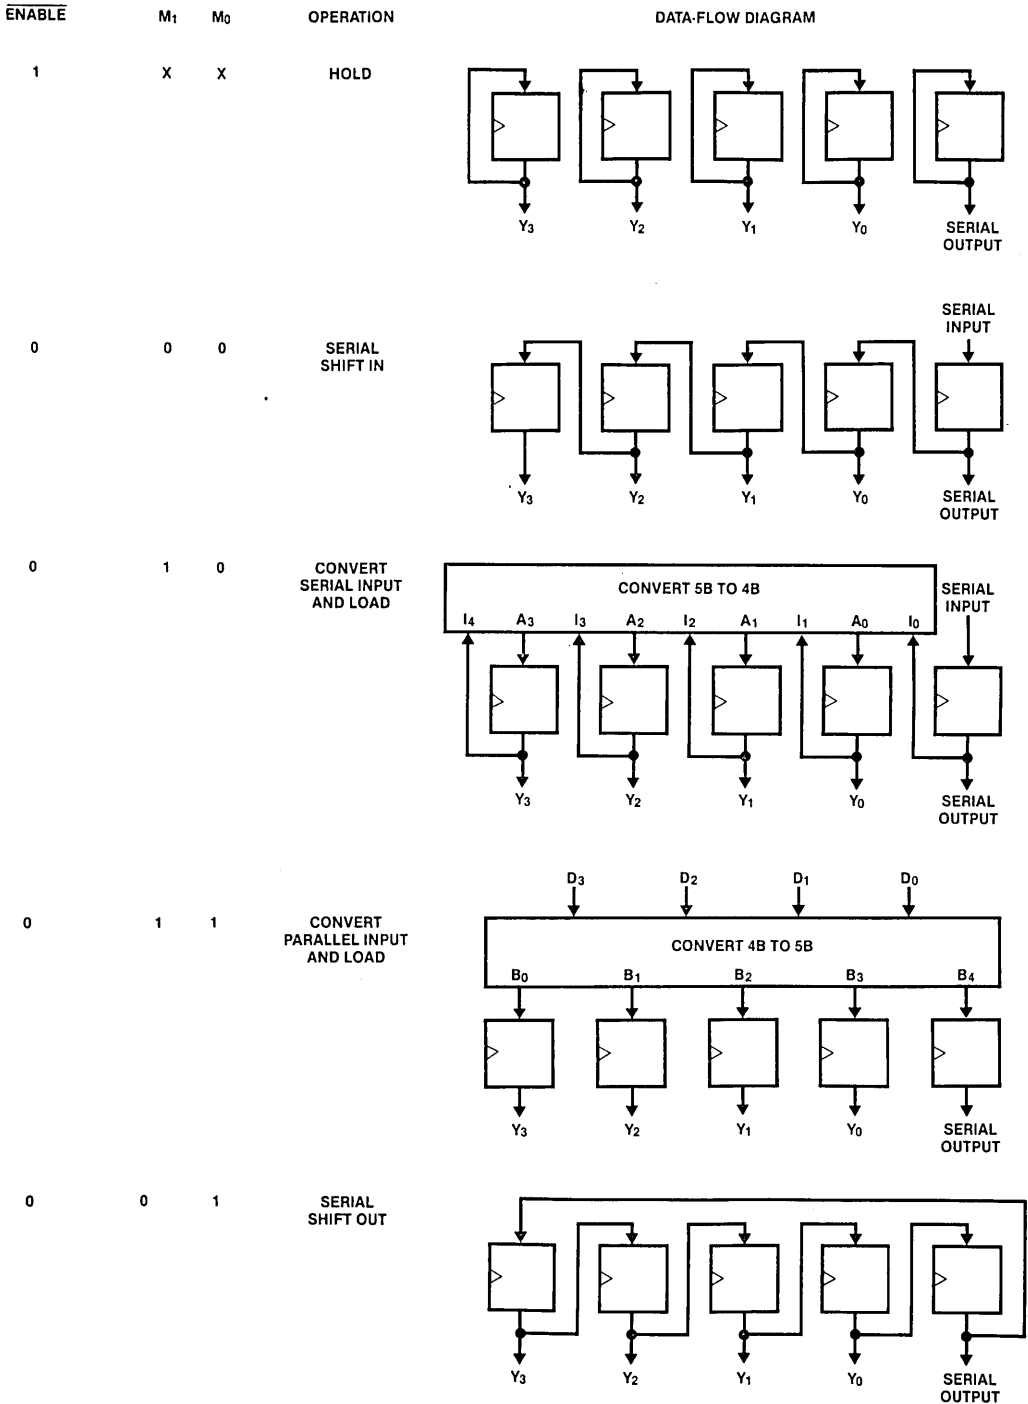 ENABLE M1 M0 OPERATION DATA-FLOW DIAGRAM
1 X X HOLD
Y3 Y2 Y1 Y0 SERIAL
OUTPUT
SERIAL
INPUT
0 0 0 SERIAL
SHIFT IN
Y3 Y2 Y1 Y0 SERIAL
OUTPUT
0 1 0 CONVERT
SERIAL INPUT
AND LOAD
CONVERT 5B TO 4B
SERIAL
INPUT
I4 A3 I3 A2 I2 A1 I1 A0 I0
Y3 Y2 Y1 Y0 SERIAL
OUTPUT
D3 D2 D1 D0
0 1 1 CONVERT
PARALLEL INPUT
AND LOAD
CONVERT 4B TO 5B
B0 B1 B2 B3 B4
Y3 Y2 Y1 Y0 SERIAL
OUTPUT
0 0 1 SERIAL
SHIFT OUT
Y3 Y2 Y1 Y0 SERIAL
OUTPUT